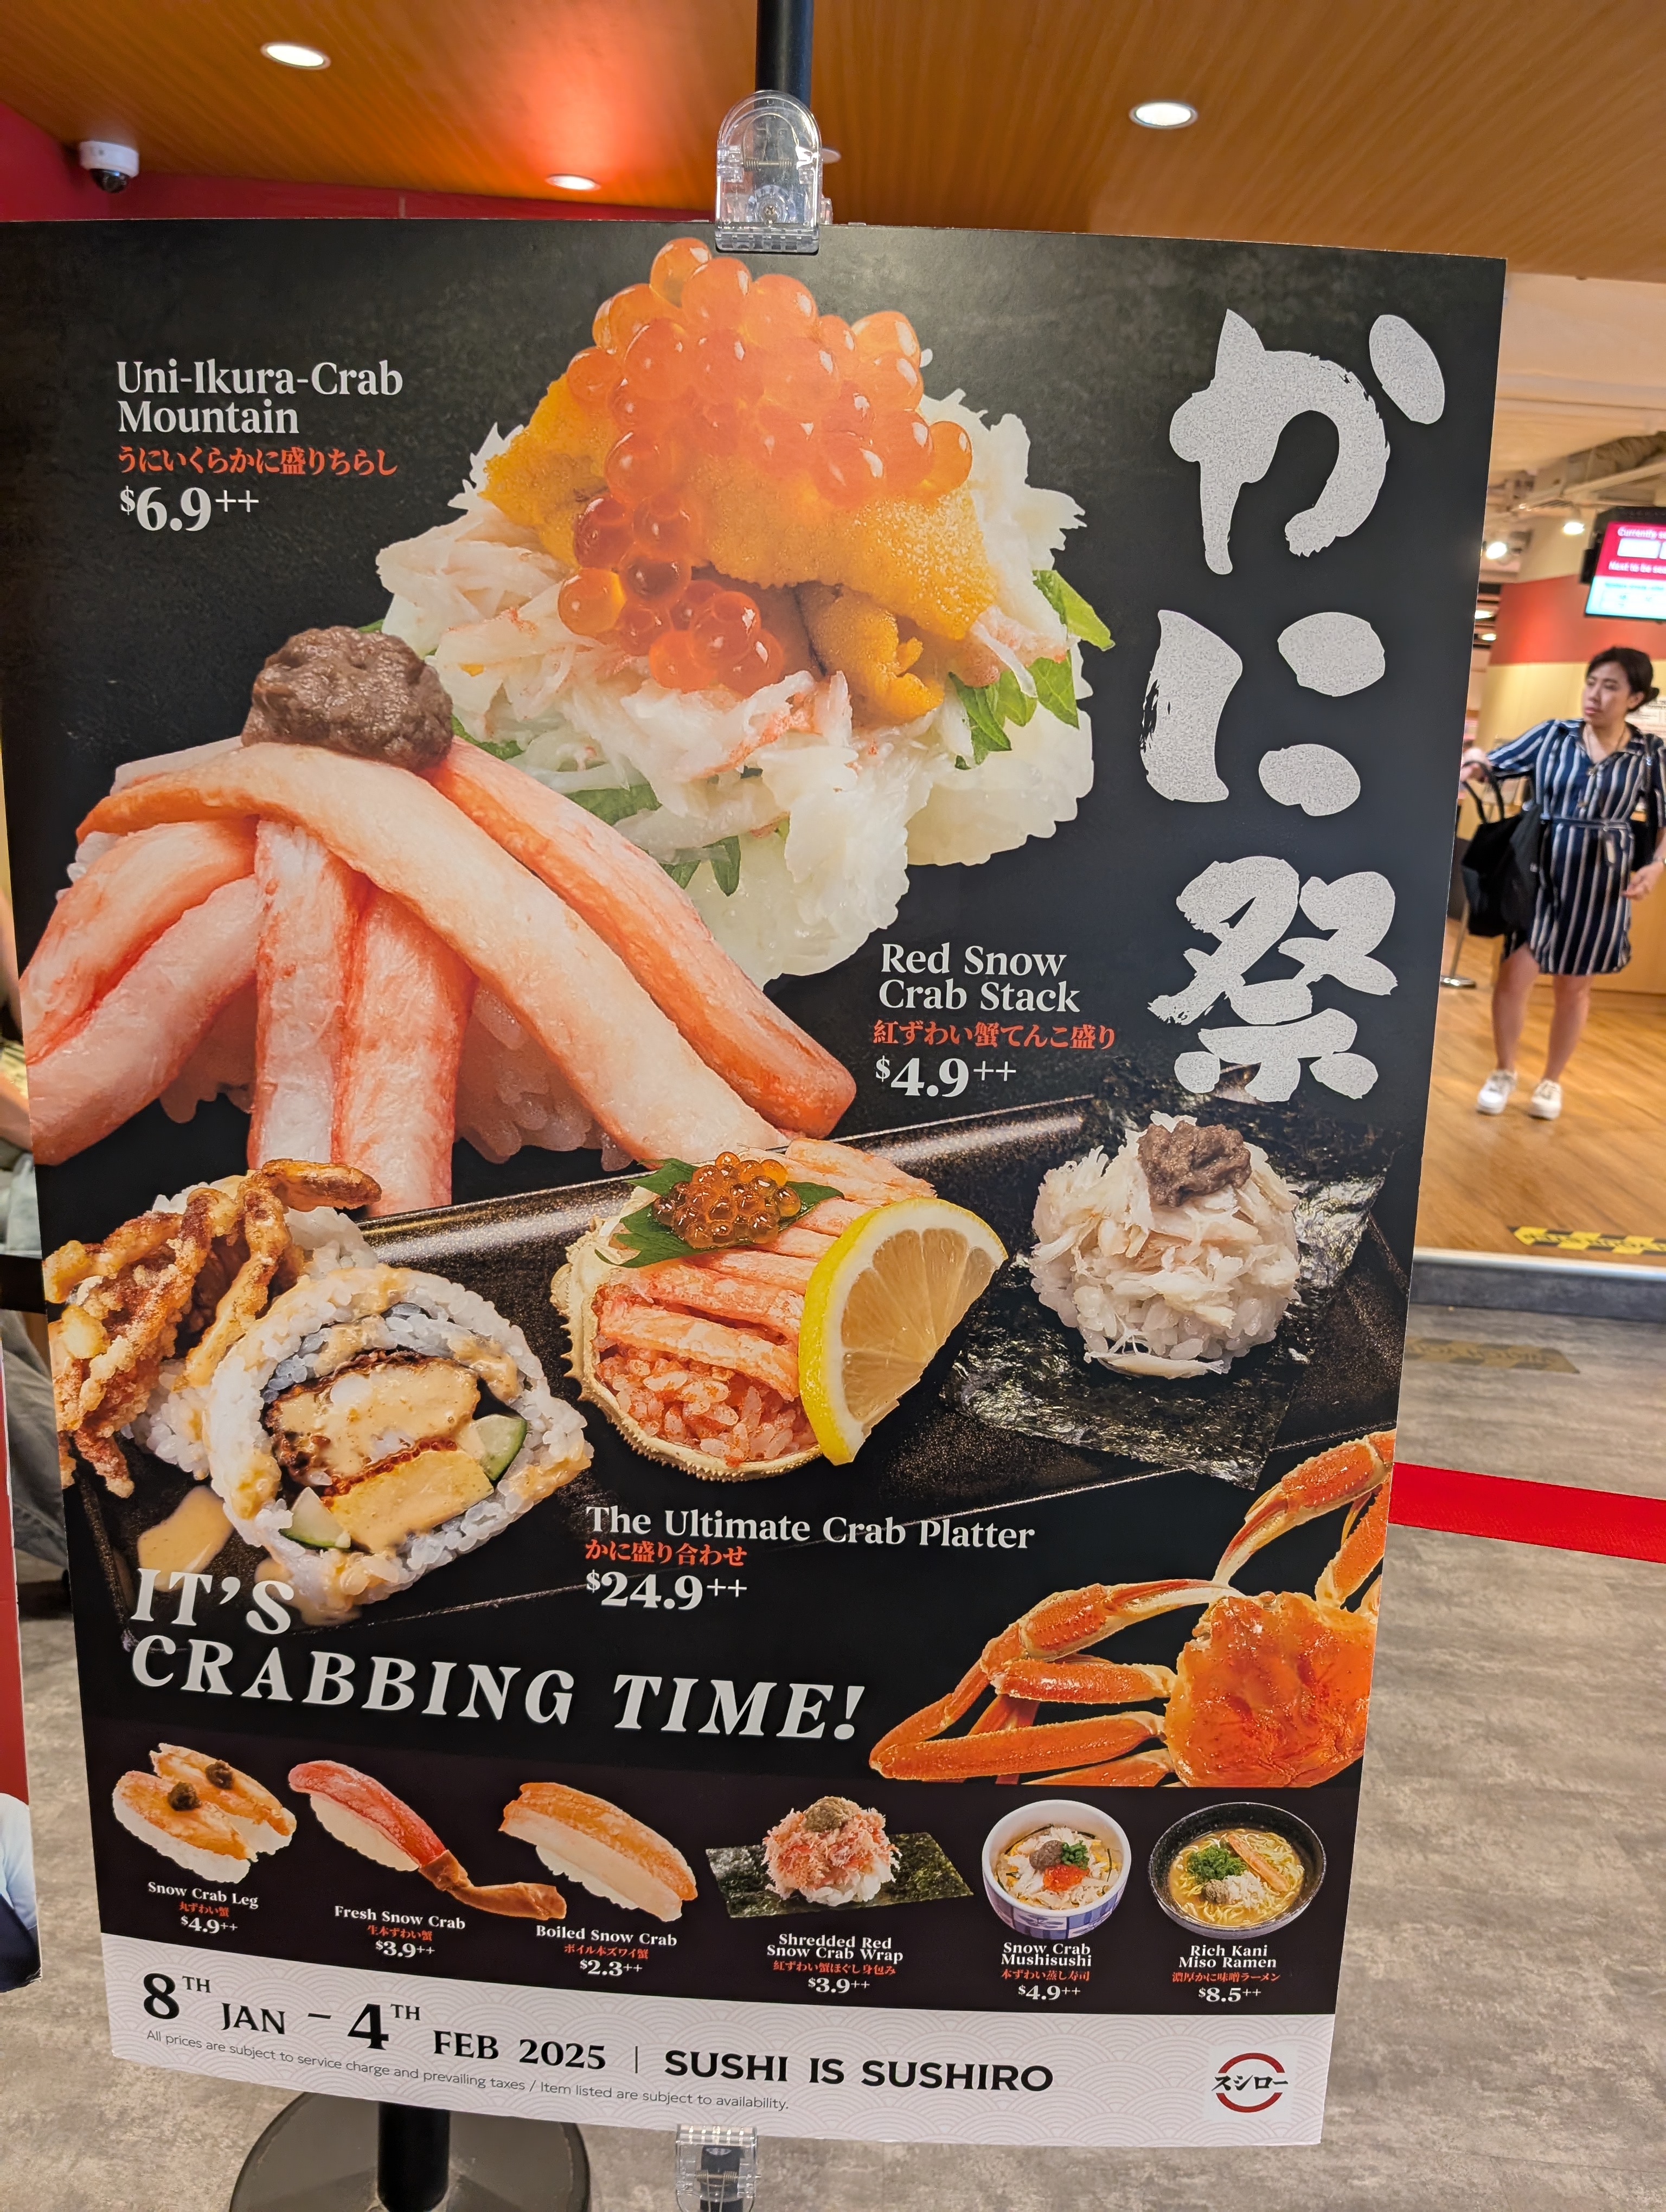 かに祭
Uni-Ikura-Crab
Mountain
うにいくらかに盛りちらし
$6.9++
Red Snow
Crab Stack
紅ずわい蟹てんこ盛り
$4.9++
The Ultimate Crab Platter
かに盛り合わせ
$24.9++
IT'S
CRABBING TIME!
Snow Crab Leg
丸ずわい蟹
$4.9++
Fresh Snow Crab
生本ずわい蟹
$3.9++
Boiled Snow Crab
ボイル本ズワイ蟹
$2.3++
Shredded Red
Snow Crab Wrap
紅ずわい蟹ほぐし身包み
$3.9++
Snow Crab
Mushisushi
本ずわい蒸し寿司
$4.9++
Rich Kani
Miso Ramen
濃厚かに味噌ラーメン
$8.5++
8TH JAN – 4TH FEB 2025 | SUSHI IS SUSHIRO
All prices are subject to service charge and prevailing taxes / Item listed are subject to availability.
スシロー
Currently
Next to be